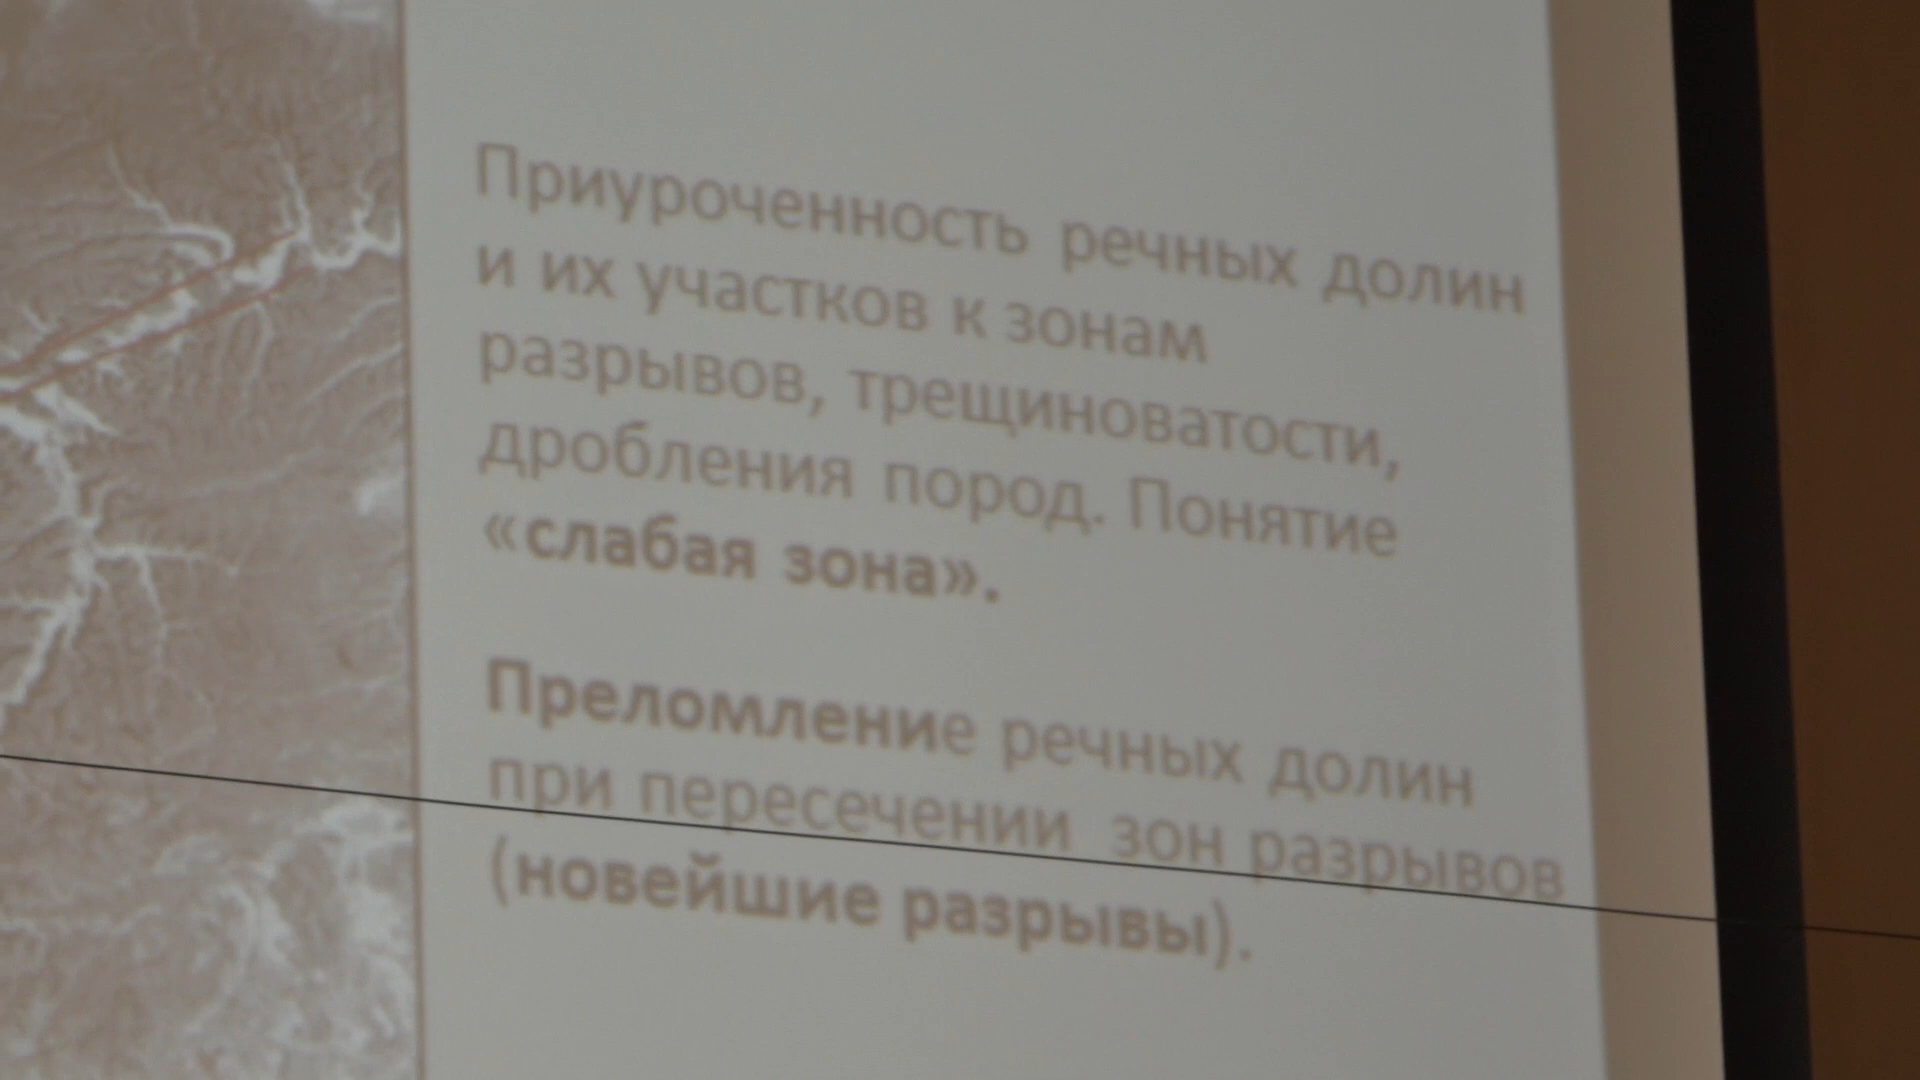 Приуроченность речных долин
и их участков к зонам
разрывов, трещиноватости,
дробления пород. Понятие
«слабая зона».
Преломление речных долин
при пересечении зон разрывов
(новейшие разрывы).